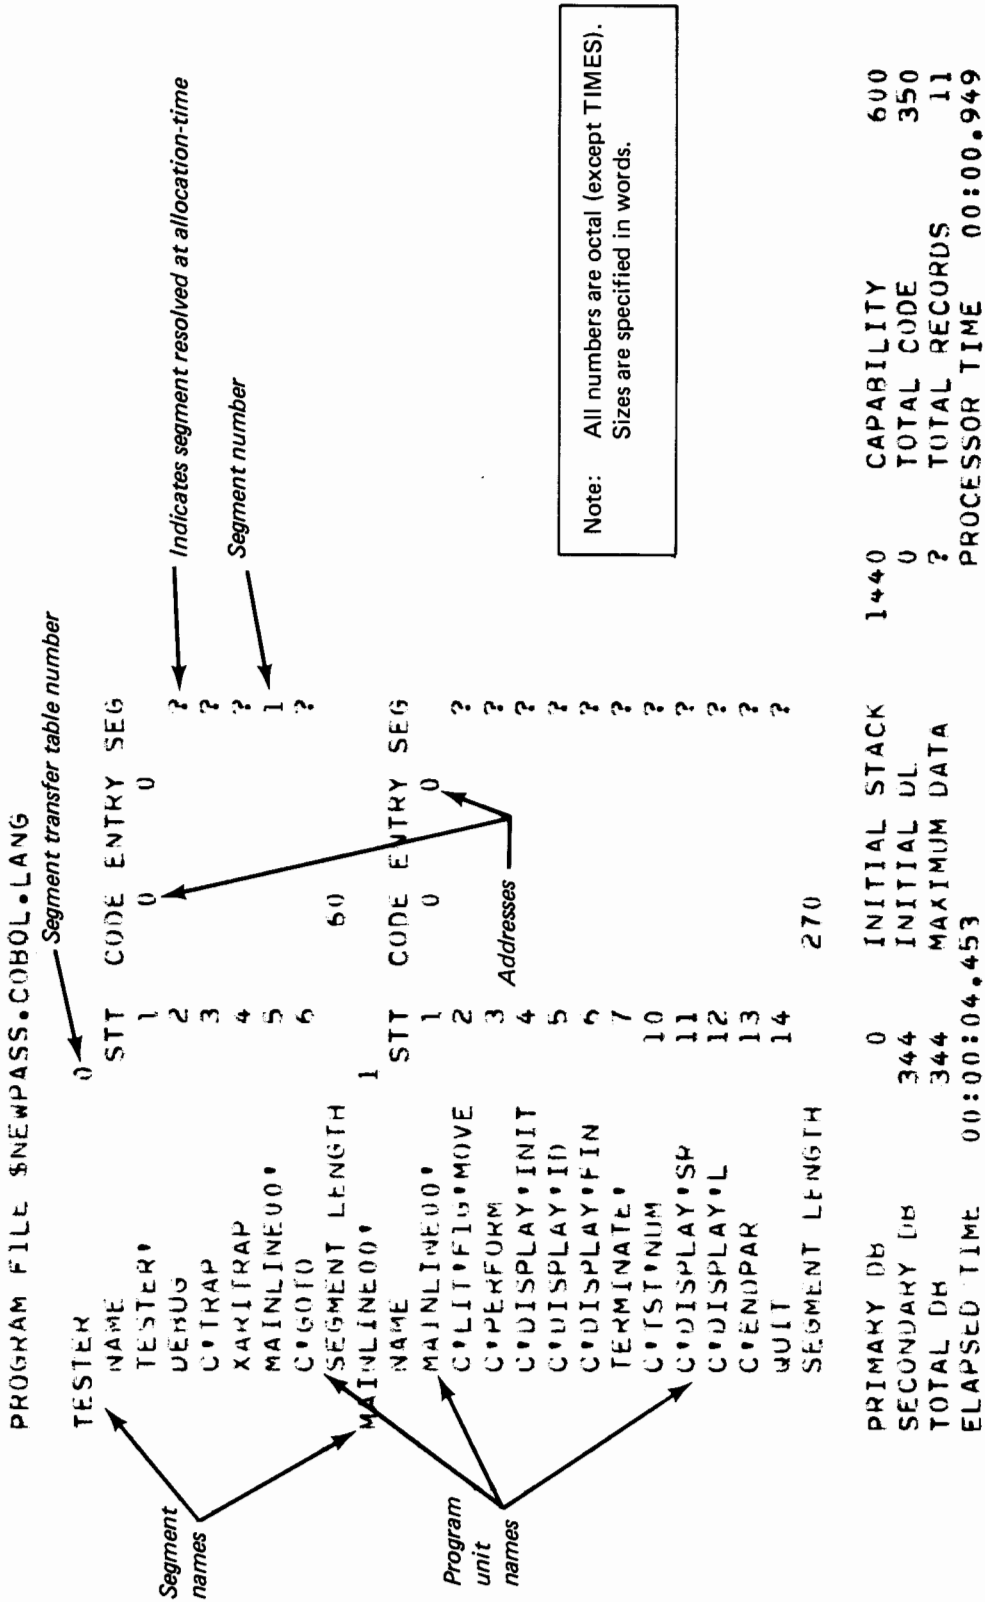 PROGRAM FILE $NEWPASS.COBOL.LANG
Segment transfer table number
TESTER 0
NAME STT CODE ENTRY SEG
TESTER' 1 0 0
DEBUG 2 ?
Indicates segment resolved at allocation-time
C'TRAP 3 ?
XARITRAP 4 ?
MAINLINE00' 5 1
Segment number
C'GOTO 6 ?
SEGMENT LENGTH 60
MAINLINE00' 1
NAME STT CODE ENTRY SEG
MAINLINE00' 1 0 0
C'LIT'FIG'MOVE 2 ?
C'PERFORM 3 ?
C'DISPLAY'INIT 4 ?
C'DISPLAY'ID 5 ?
C'DISPLAY'FIN 6 ?
TERMINATE' 7 ?
C'TST'NUM 10 ?
C'DISPLAY'SR 11 ?
C'DISPLAY'L 12 ?
C'ENDPAR 13 ?
QUIT 14 ?
SEGMENT LENGTH 270
Segment
names
Program
unit
names
Addresses
Note: All numbers are octal (except TIMES).
Sizes are specified in words.
PRIMARY DB 0 INITIAL STACK 1440 CAPABILITY 600
SECONDARY DB 344 INITIAL DL 0 TOTAL CODE 350
TOTAL DB 344 MAXIMUM DATA ? TOTAL RECORDS 11
ELAPSED TIME 00:00:04.453 PROCESSOR TIME 00:00.949